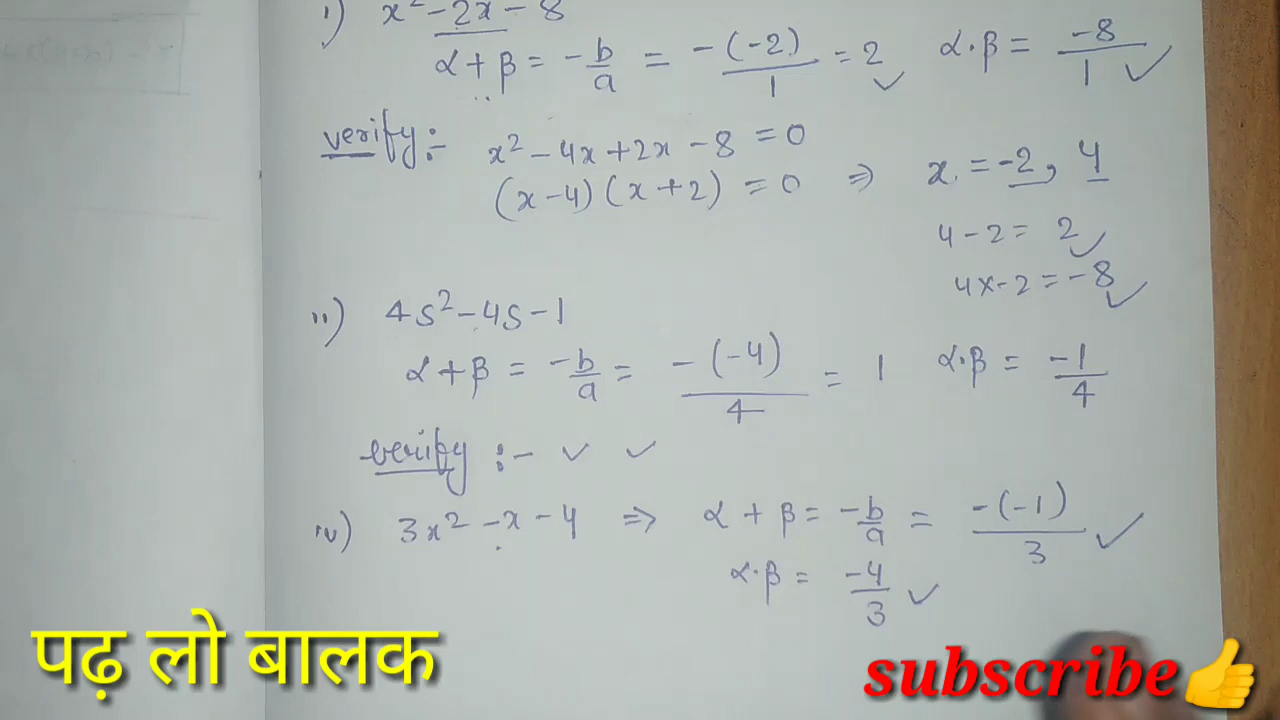 i) x² - 2x - 8
α + β = -b/a = -(-2)/1 = 2 ✓ α·β = -8/1 ✓
verify :- x² - 4x + 2x - 8 = 0
(x-4)(x+2) = 0 ⇒ x = -2, 4
4 - 2 = 2 ✓
4x-2 = -8 ✓
ii) 4s² - 4s - 1
α + β = -b/a = -(-4)/4 = 1 α·β = -1/4
verify :- ✓ ✓
iv) 3x² - x - 4 ⇒ α + β = -b/a = -(-1)/3 ✓
α·β = -4/3 ✓
पढ़ लो बालक
subscribe👍